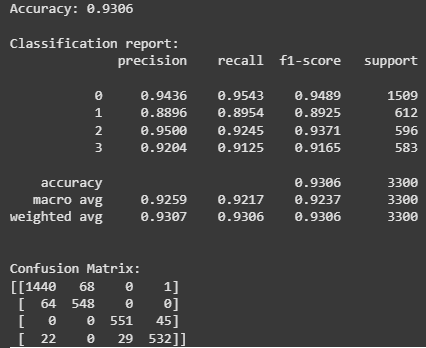 Accuracy: 0.9306
Classification report:
precision recall f1-score support
0 0.9436 0.9543 0.9489 1509
1 0.8896 0.8954 0.8925 612
2 0.9500 0.9245 0.9371 596
3 0.9204 0.9125 0.9165 583
accuracy 0.9306 3300
macro avg 0.9259 0.9217 0.9237 3300
weighted avg 0.9307 0.9306 0.9306 3300
Confusion Matrix:
[[1440 68 0 1]
[ 64 548 0 0]
[ 0 0 551 45]
[ 22 0 29 532]]